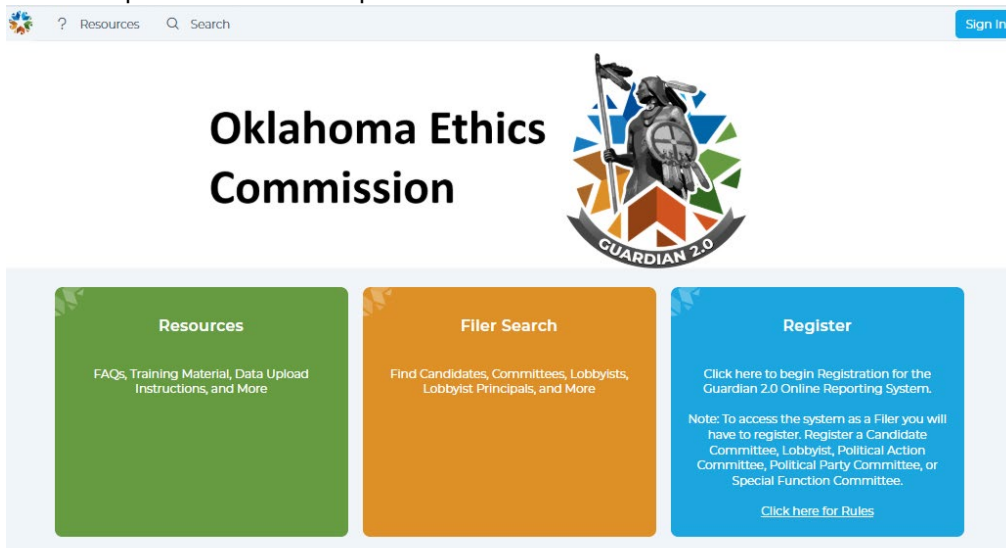 Resources
Search
Sign In
Oklahoma Ethics
Commission
GUARDIAN 2.0
Resources
FAQs, Training Material, Data Upload
Instructions, and More
Filer Search
Find Candidates, Committees, Lobbyists,
Lobbyist Principals, and More
Register
Click here to begin Registration for the
Guardian 2.0 Online Reporting System.
Note: To access the system as a Filer you will
have to register. Register a Candidate
Committee, Lobbyist, Political Action
Committee, Political Party Committee, or
Special Function Committee.
Click here for Rules